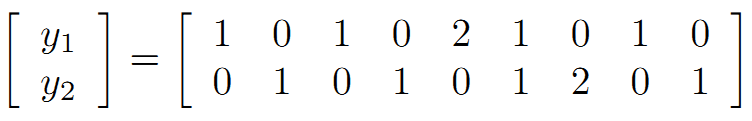 y₁ = 1 0 1 0 2 1 0 1 0
y₂ 0 1 0 1 0 1 2 0 1